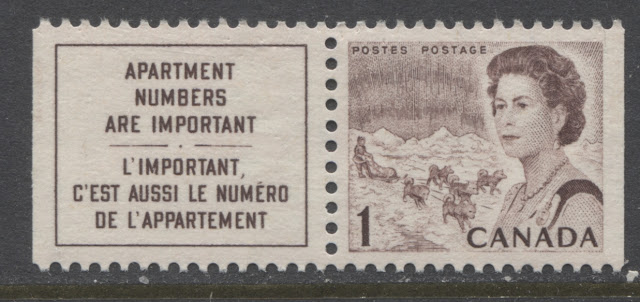 APARTMENT
NUMBERS
ARE IMPORTANT
L'IMPORTANT,
C'EST AUSSI LE NUMÉRO
DE L'APPARTEMENT
POSTES POSTAGE
1 CANADA